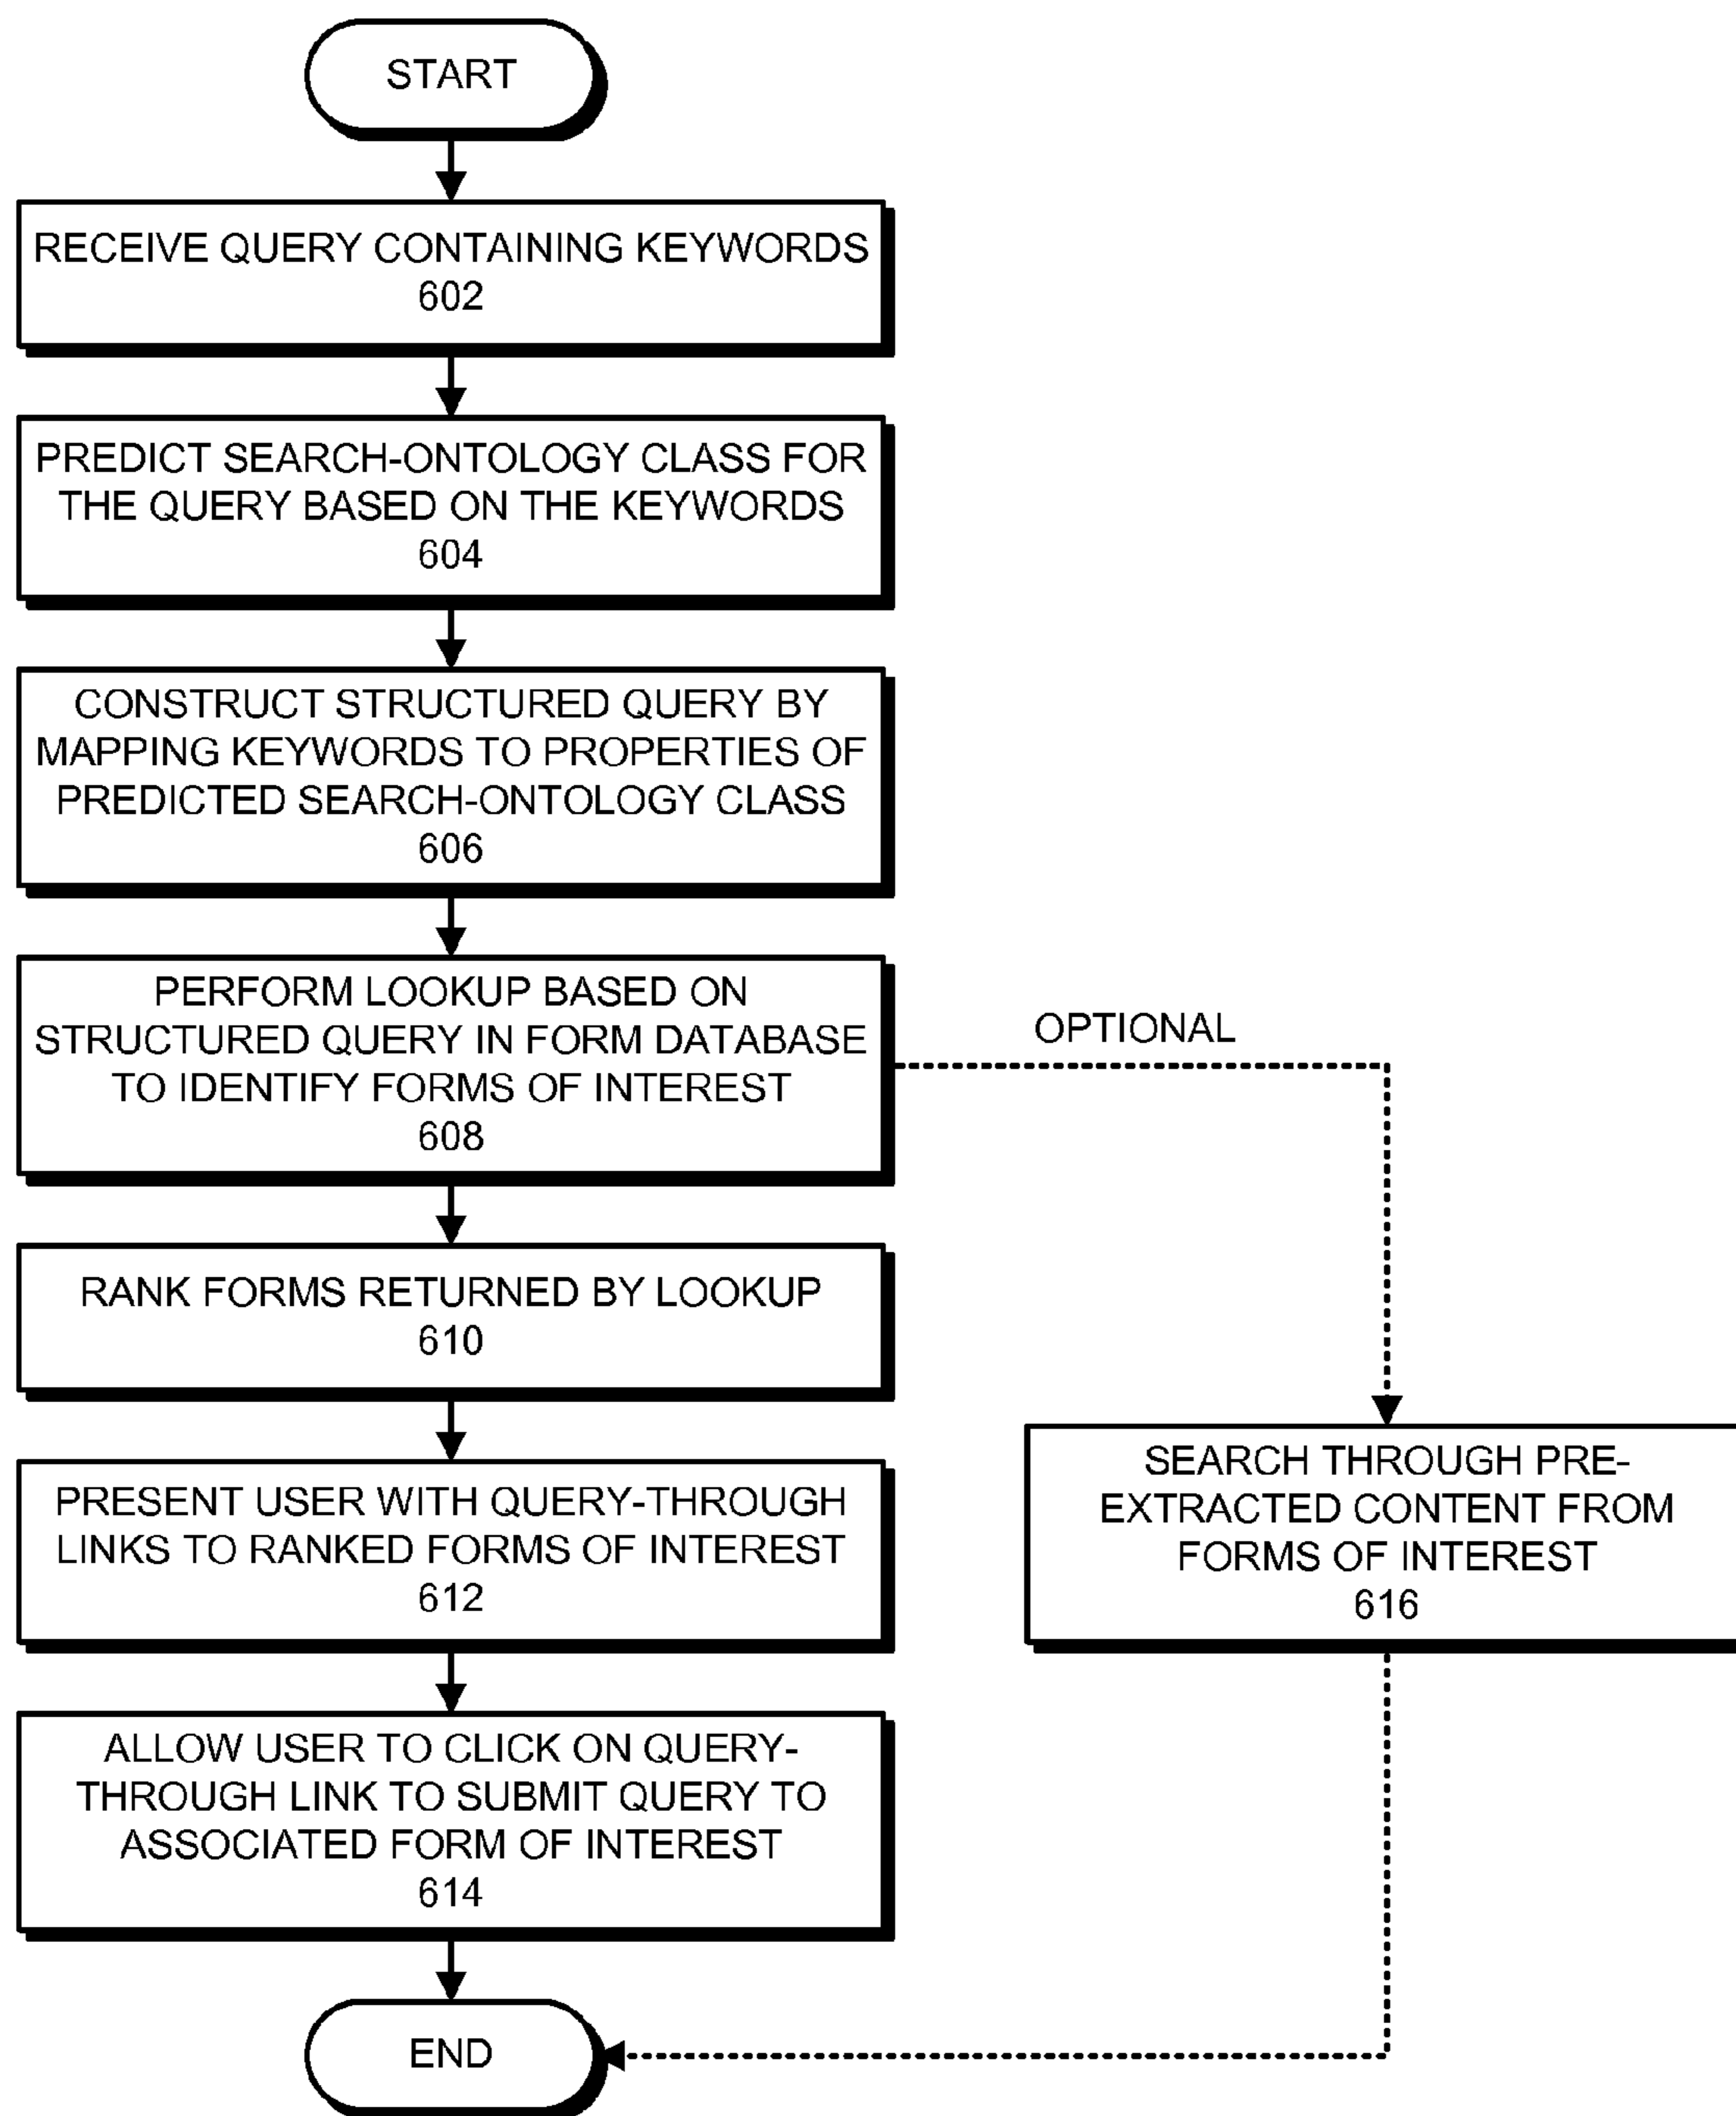 START
RECEIVE QUERY CONTAINING KEYWORDS
602
PREDICT SEARCH-ONTOLOGY CLASS FOR
THE QUERY BASED ON THE KEYWORDS
604
CONSTRUCT STRUCTURED QUERY BY
MAPPING KEYWORDS TO PROPERTIES OF
PREDICTED SEARCH-ONTOLOGY CLASS
606
PERFORM LOOKUP BASED ON
STRUCTURED QUERY IN FORM DATABASE
TO IDENTIFY FORMS OF INTEREST
608
OPTIONAL
RANK FORMS RETURNED BY LOOKUP
610
PRESENT USER WITH QUERY-THROUGH
LINKS TO RANKED FORMS OF INTEREST
612
SEARCH THROUGH PRE-
EXTRACTED CONTENT FROM
FORMS OF INTEREST
616
ALLOW USER TO CLICK ON QUERY-
THROUGH LINK TO SUBMIT QUERY TO
ASSOCIATED FORM OF INTEREST
614
END